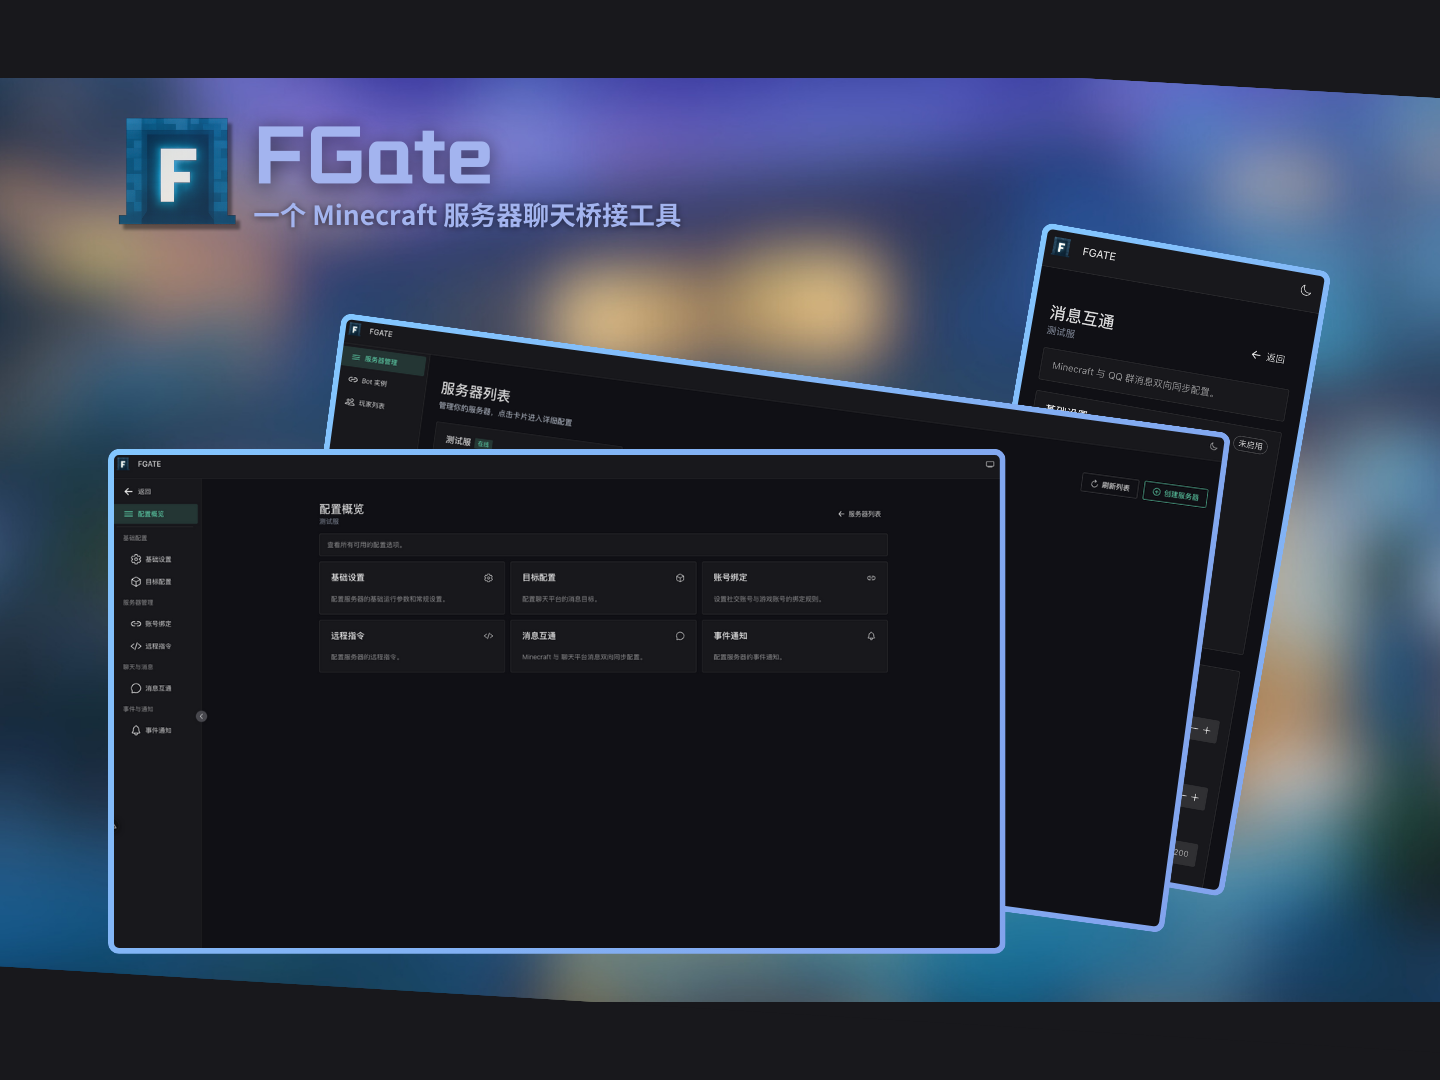 F
FGate
一个 Minecraft 服务器聊天桥接工具
F
FGATE
消息互通
测试服
返回
Minecraft 与 QQ 群消息双向同步配置。
基础设置
未启用
200
F
FGATE
服务器管理
Bot 实例
玩家列表
服务器列表
管理你的服务器，点击卡片进入详细配置
测试服 在线
刷新列表
创建服务器
F
FGATE
返回
配置概览
基础配置
基础设置
目标配置
服务器管理
账号绑定
远程指令
聊天与消息
消息互通
事件与通知
事件通知
配置概览
测试服
服务器列表
查看所有可用的配置选项。
基础设置
配置服务器的基础运行参数和常规设置。
目标配置
配置聊天平台的消息目标。
账号绑定
设置社交账号与游戏账号的绑定规则。
远程指令
配置服务器的远程指令。
消息互通
Minecraft 与 聊天平台消息双向同步配置。
事件通知
配置服务器的事件通知。